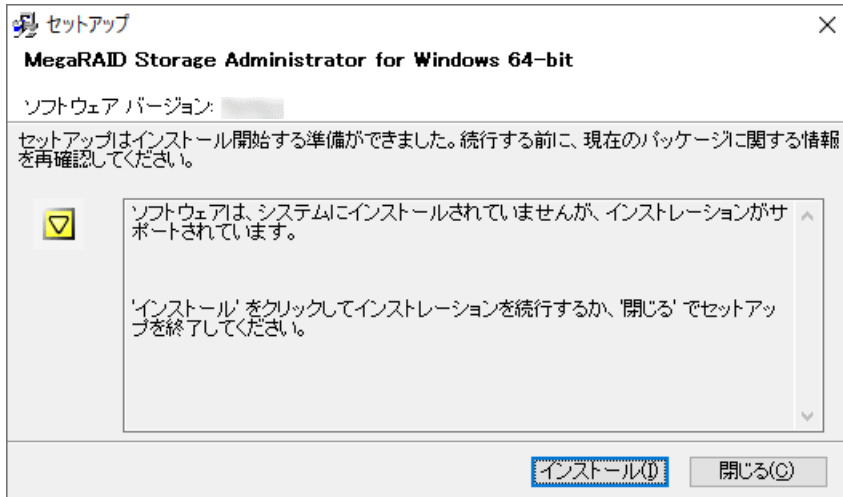 セットアップ
MegaRAID Storage Administrator for Windows 64-bit
ソフトウェア バージョン:
セットアップはインストール開始する準備ができました。続行する前に、現在のパッケージに関する情報
を再確認してください。
ソフトウェアは、システムにインストールされていませんが、インストレーションがサ
ポートされています。
'インストール' をクリックしてインストレーションを続行するか、'閉じる' でセットアッ
プを終了してください。
インストール(I)
閉じる(C)